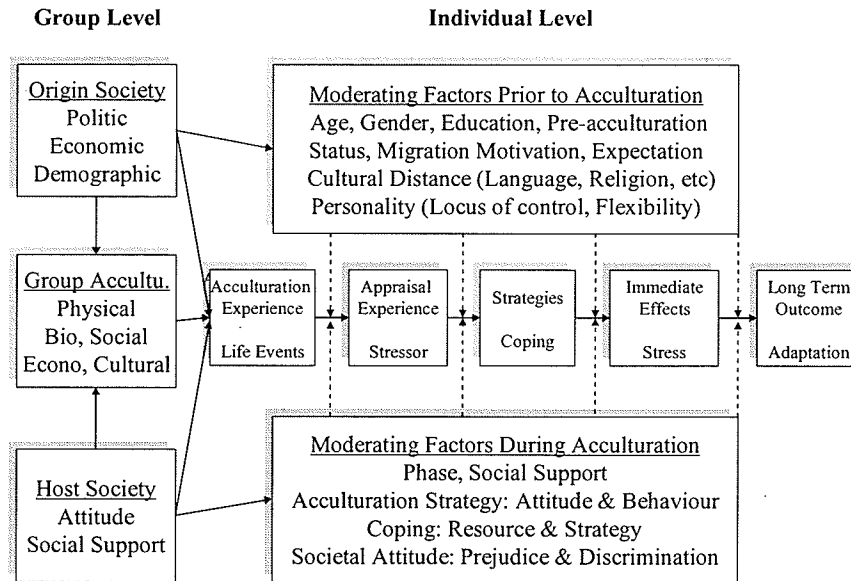 Group Level
Individual Level
Origin Society
Politic
Economic
Demographic
Moderating Factors Prior to Acculturation
Age, Gender, Education, Pre-acculturation
Status, Migration Motivation, Expectation
Cultural Distance (Language, Religion, etc)
Personality (Locus of control, Flexibility)
Group Accultu.
Physical
Bio, Social
Econo, Cultural
Acculturation
Experience
Life Events
Appraisal
Experience
Stressor
Strategies
Coping
Immediate
Effects
Stress
Long Term
Outcome
Adaptation
Host Society
Attitude
Social Support
Moderating Factors During Acculturation
Phase, Social Support
Acculturation Strategy: Attitude & Behaviour
Coping: Resource & Strategy
Societal Attitude: Prejudice & Discrimination